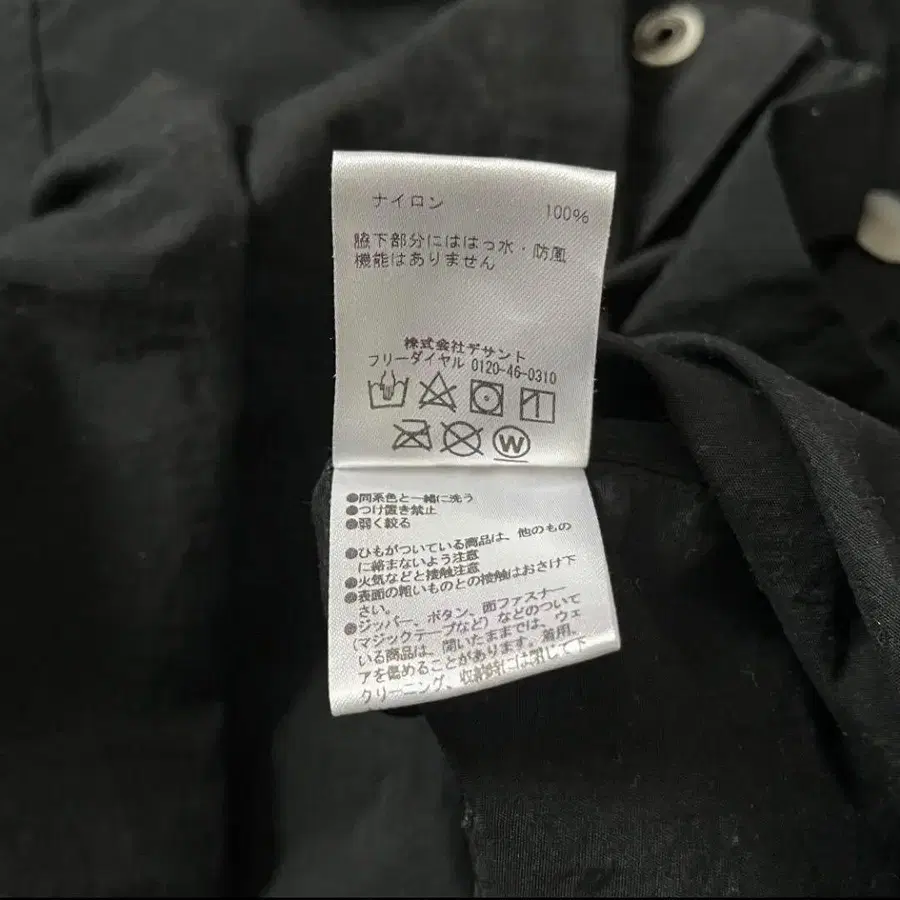 ナイロン 100%
脇下部分にははっ水・防風
機能はありません
株式会社デサント
フリーダイヤル 0120-46-0310
W
●同系色と一緒に洗う
●つけ置き禁止
●弱く絞る
●ひもがついている商品は、他のもの
に絡まないよう注意
●火気などと接触注意
●表面の粗いものとの接触はおさけ下
さい。
●ジッパー、ボタン、面ファスナー
(マジックテープなど)などのついて
いる商品は、開いたままでは、ウェ
アを傷めることがあります。着用、
クリーニング、収納時には閉じて下